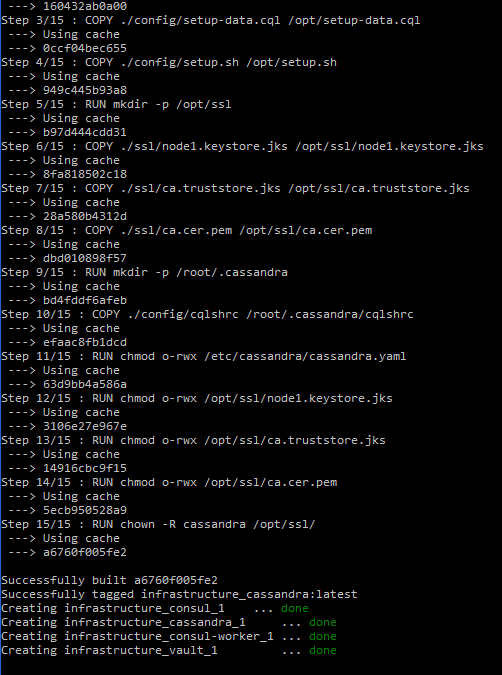 ---> 160432ab0a00
Step 3/15 : COPY ./config/setup-data.cql /opt/setup-data.cql
---> Using cache
---> 0ccf04bec655
Step 4/15 : COPY ./config/setup.sh /opt/setup.sh
---> Using cache
---> 949c445b93a8
Step 5/15 : RUN mkdir -p /opt/ssl
---> Using cache
---> b97d444cdd31
Step 6/15 : COPY ./ssl/node1.keystore.jks /opt/ssl/node1.keystore.jks
---> Using cache
---> 8fa818502c18
Step 7/15 : COPY ./ssl/ca.truststore.jks /opt/ssl/ca.truststore.jks
---> Using cache
---> 28a580b4312d
Step 8/15 : COPY ./ssl/ca.cer.pem /opt/ssl/ca.cer.pem
---> Using cache
---> dbd010898f57
Step 9/15 : RUN mkdir -p /root/.cassandra
---> Using cache
---> bd4fddf6afeb
Step 10/15 : COPY ./config/cqlshrc /root/.cassandra/cqlshrc
---> Using cache
---> efaac8fb1dcd
Step 11/15 : RUN chmod o-rwx /etc/cassandra/cassandra.yaml
---> Using cache
---> 63d9bb4a586a
Step 12/15 : RUN chmod o-rwx /opt/ssl/node1.keystore.jks
---> Using cache
---> 3106e27e967e
Step 13/15 : RUN chmod o-rwx /opt/ssl/ca.truststore.jks
---> Using cache
---> 14916cbc9f15
Step 14/15 : RUN chmod o-rwx /opt/ssl/ca.cer.pem
---> Using cache
---> 5ecb950528a9
Step 15/15 : RUN chown -R cassandra /opt/ssl/
---> Using cache
---> a6760f005fe2
Successfully built a6760f005fe2
Successfully tagged infrastructure_cassandra:latest
Creating infrastructure_consul_1 ... done
Creating infrastructure_cassandra_1 ... done
Creating infrastructure_consul-worker_1 ... done
Creating infrastructure_vault_1 ... done